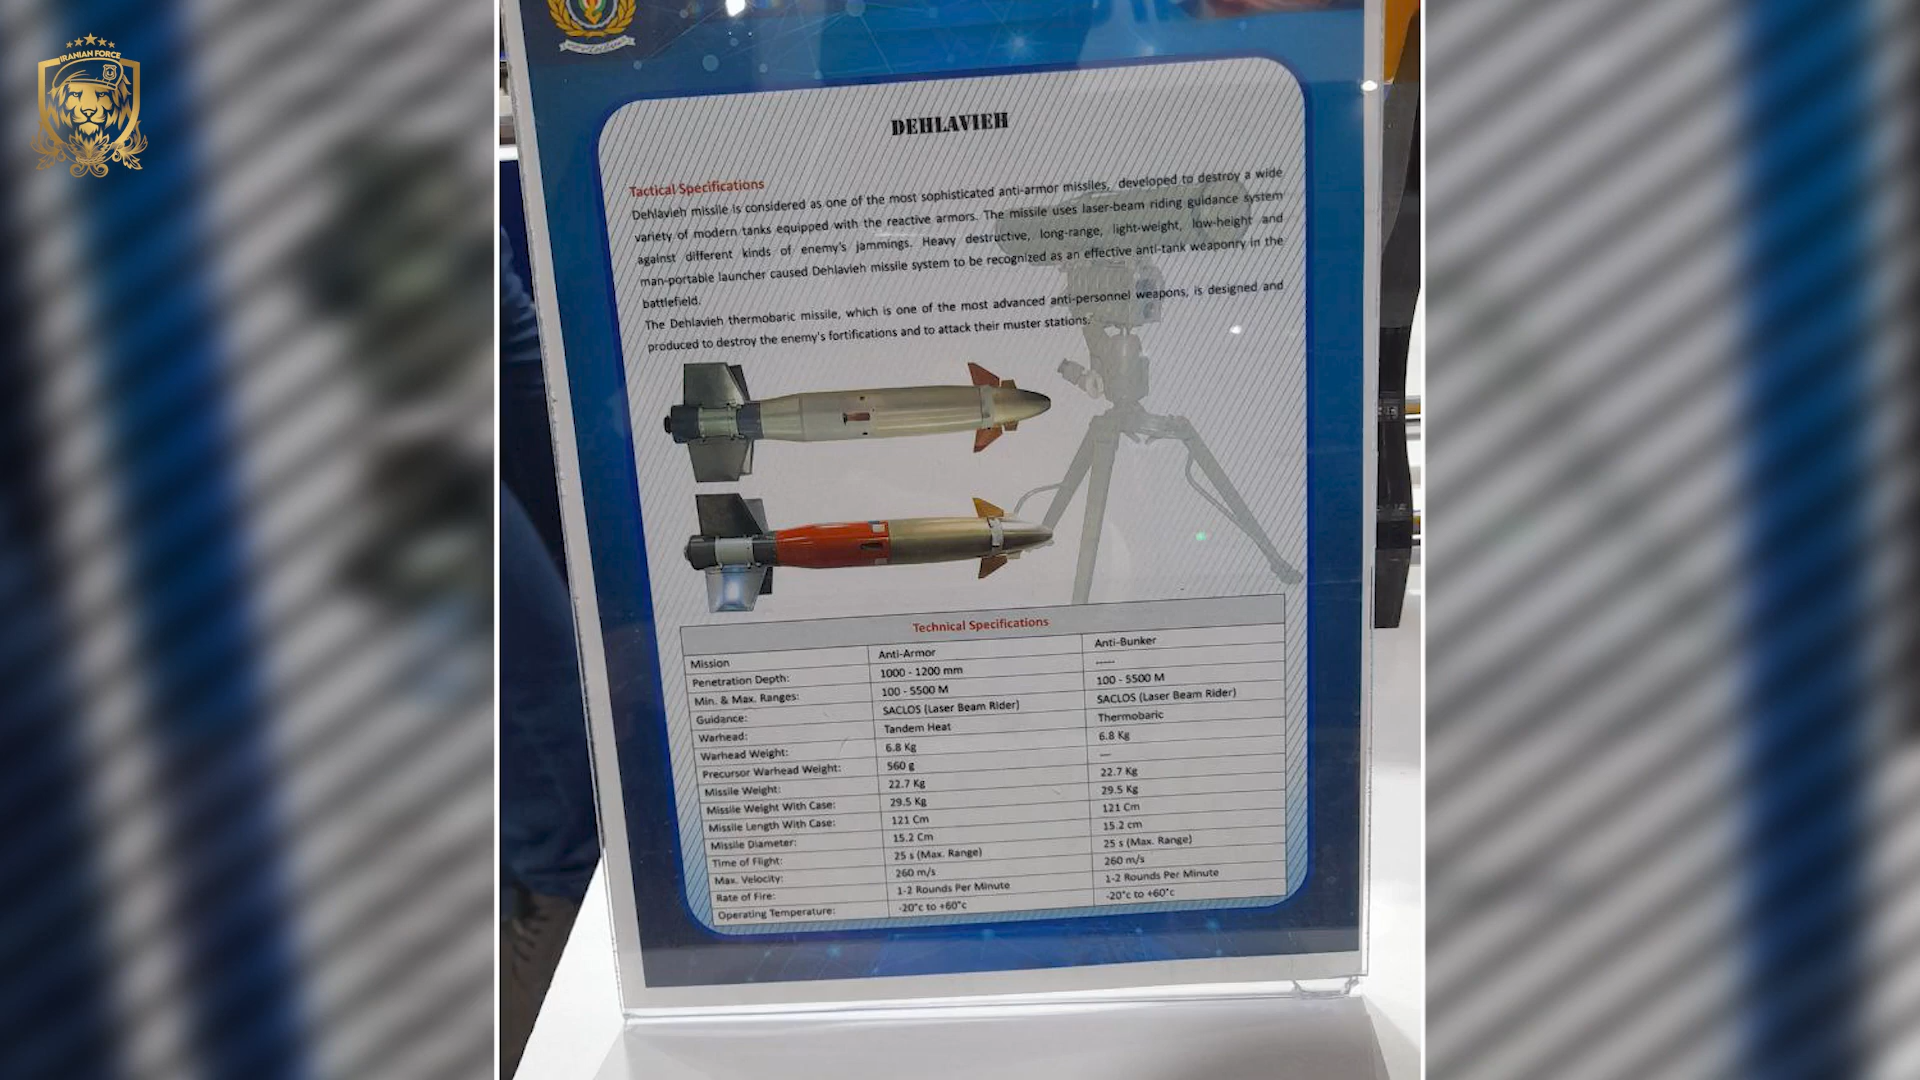 IRANIAN FORCE
DEHLAVIEH
Tactical Specifications
Dehlavieh missile is considered as one of the most sophisticated anti-armor missiles, developed to destroy a wide
variety of modern tanks equipped with the reactive armors. The missile uses laser-beam riding guidance system
against different kinds of enemy's jammings. Heavy destructive, long-range, light-weight, low-height and
man-portable launcher caused Dehlavieh missile system to be recognized as an effective anti-tank weaponry in the
battlefield.
The Dehlavieh thermobaric missile, which is one of the most advanced anti-personnel weapons, is designed and
produced to destroy the enemy's fortifications and to attack their muster stations.
Technical Specifications
Mission Anti-Armor Anti-Bunker
Penetration Depth: 1000 - 1200 mm -----
Min. & Max. Ranges: 100 - 5500 M 100 - 5500 M
Guidance: SACLOS (Laser Beam Rider) SACLOS (Laser Beam Rider)
Warhead: Tandem Heat Thermobaric
Warhead Weight: 6.8 Kg 6.8 Kg
Precursor Warhead Weight: 560 g ---
Missile Weight: 22.7 Kg 22.7 Kg
Missile Weight With Case: 29.5 Kg 29.5 Kg
Missile Length With Case: 121 Cm 121 Cm
Missile Diameter: 15.2 Cm 15.2 cm
Time of Flight: 25 s (Max. Range) 25 s (Max. Range)
Max. Velocity: 260 m/s 260 m/s
Rate of Fire: 1-2 Rounds Per Minute 1-2 Rounds Per Minute
Operating Temperature: -20°c to +60°c -20°c to +60°c